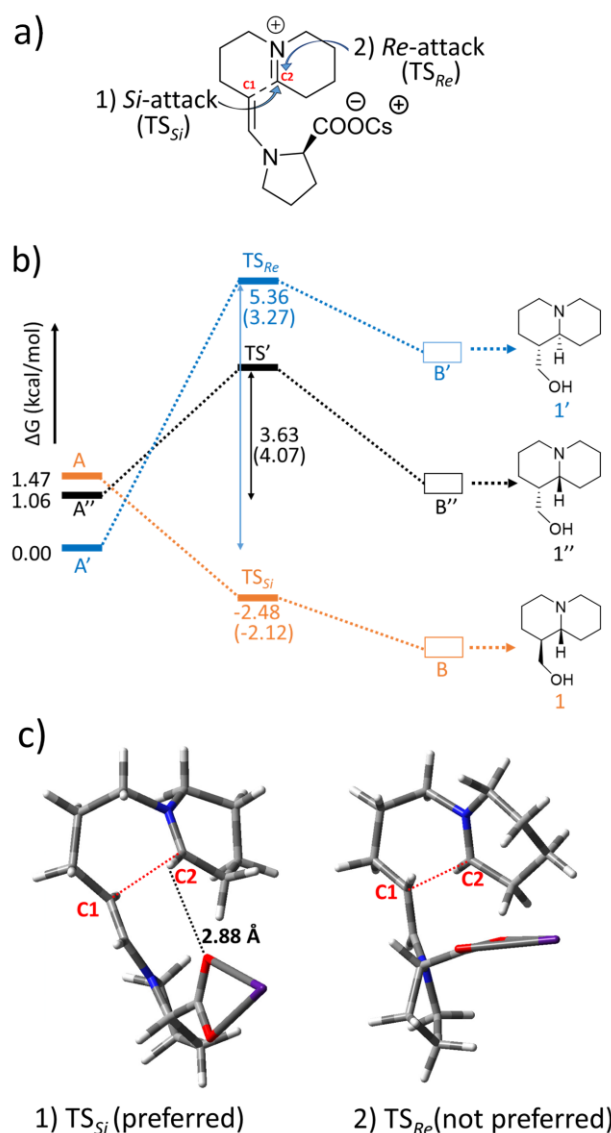 a)
⊕
N
C1
C2
2) Re-attack
(TSRe)
1) Si-attack
(TSSi)
⊖ ⊕
COOCs
N
b)
ΔG (kcal/mol)
TSRe
5.36
(3.27)
TS'
3.63
(4.07)
A
1.47
1.06
A''
0.00
A'
TSSi
-2.48
(-2.12)
B'
B''
B
N
H
OH
1'
N
H
OH
1''
N
H
OH
1
c)
C1
C2
2.88 Å
C1
C2
1) TSSi (preferred)
2) TSRe (not preferred)